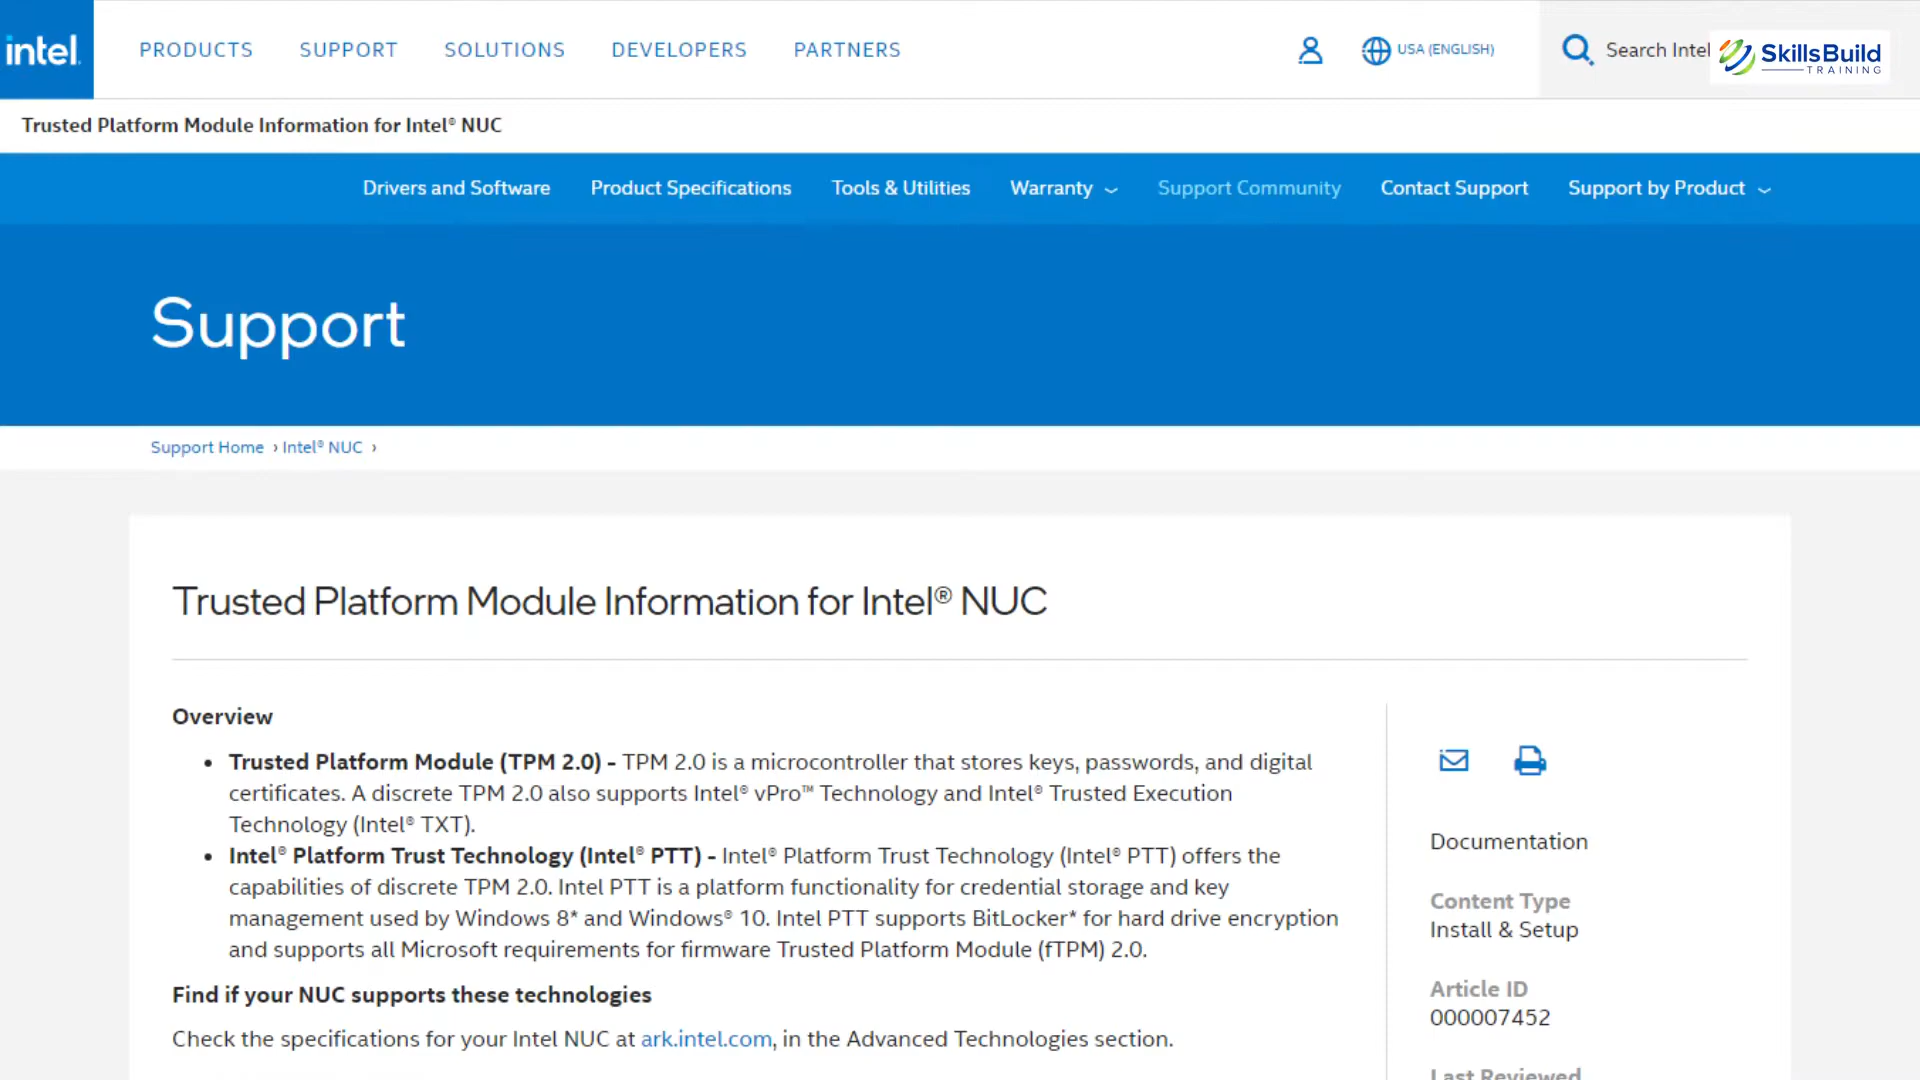 intel.
PRODUCTS SUPPORT SOLUTIONS DEVELOPERS PARTNERS
USA (ENGLISH)
Search Intel
SkillsBuild
TRAINING
Trusted Platform Module Information for Intel® NUC
Drivers and Software Product Specifications Tools & Utilities Warranty Support Community Contact Support Support by Product
Support
Support Home › Intel® NUC ›
Trusted Platform Module Information for Intel® NUC
Overview
• Trusted Platform Module (TPM 2.0) - TPM 2.0 is a microcontroller that stores keys, passwords, and digital
certificates. A discrete TPM 2.0 also supports Intel® vPro™ Technology and Intel® Trusted Execution
Technology (Intel® TXT).
• Intel® Platform Trust Technology (Intel® PTT) - Intel® Platform Trust Technology (Intel® PTT) offers the
capabilities of discrete TPM 2.0. Intel PTT is a platform functionality for credential storage and key
management used by Windows 8* and Windows® 10. Intel PTT supports BitLocker* for hard drive encryption
and supports all Microsoft requirements for firmware Trusted Platform Module (fTPM) 2.0.
Find if your NUC supports these technologies
Check the specifications for your Intel NUC at ark.intel.com, in the Advanced Technologies section.
Documentation
Content Type
Install & Setup
Article ID
000007452
Last Reviewed